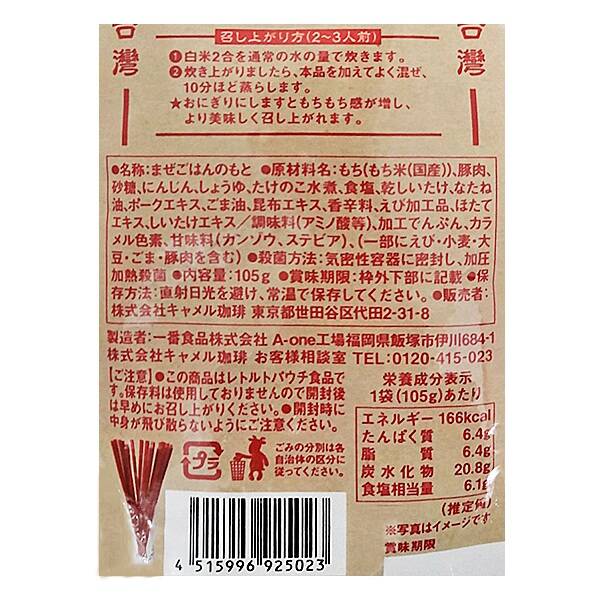 台灣
台灣
召し上がり方(2〜3人前)
①白米2合を通常の水の量で炊きます。
②炊き上がりましたら、本品を加えてよく混ぜ、
10分ほど蒸らします。
★おにぎりにしますともちもち感が増し、
より美味しく召し上がれます。
●名称:まぜごはんのもと ●原材料名:もち(もち米(国産))、豚肉、
砂糖、にんじん、しょうゆ、たけのこ水煮、食塩、乾しいたけ、なたね
油、ポークエキス、ごま油、昆布エキス、香辛料、えび加工品、ほたて
エキス、しいたけエキス/調味料(アミノ酸等)、加工でんぷん、カラ
メル色素、甘味料(カンゾウ、ステビア)、(一部にえび・小麦・大
豆・ごま・豚肉を含む) ●殺菌方法:気密性容器に密封し、加圧
加熱殺菌 ●内容量:105g ●賞味期限:枠外下部に記載 ●保
存方法:直射日光を避け、常温で保存してください。●販売者:
株式会社キャメル珈琲 東京都世田谷区代田2-31-8
製造者:一番食品株式会社 A-one工場福岡県飯塚市伊川684-1
株式会社キャメル珈琲 お客様相談室 TEL:0120-415-023
【ご注意】●この商品はレトルトパウチ食品で
す。保存料は使用しておりませんので開封後
は早めにお召し上がりください。●開封時に
中身が飛び散らないようにご注意ください。
栄養成分表示
1袋(105g)あたり
エネルギー 166kcal
たんぱく質 6.4g
脂質 6.4g
炭水化物 20.8g
食塩相当量 6.1g
(推定値)
※写真はイメージです
賞味期限
プラ
ごみの分別は各
自治体の区分に
従ってください。
4 515996 925023